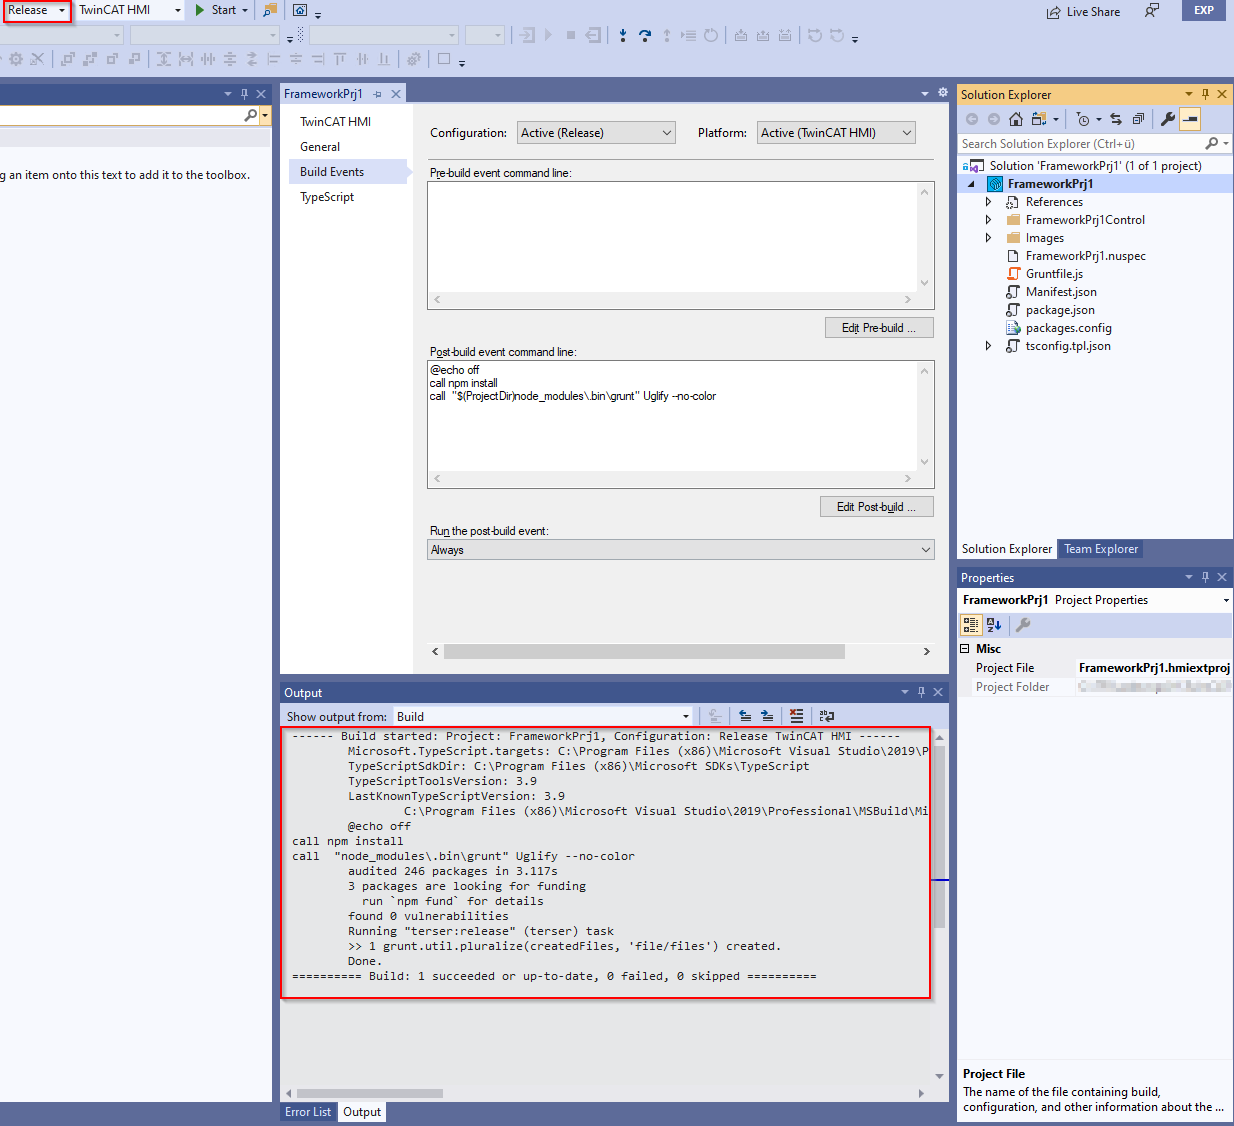 Release
TwinCAT HMI
Start
Live Share
EXP
g an item onto this text to add it to the toolbox.
FrameworkPrj1
TwinCAT HMI
General
Build Events
TypeScript
Configuration:
Active (Release)
Platform:
Active (TwinCAT HMI)
Pre-build event command line:
Edit Pre-build ...
Post-build event command line:
@echo off
call npm install
call  "$(ProjectDir)node_modules\.bin\grunt" Uglify --no-color
Edit Post-build ...
Run the post-build event:
Always
Output
Show output from:
Build
------ Build started: Project: FrameworkPrj1, Configuration: Release TwinCAT HMI ------
Microsoft.TypeScript.targets: C:\Program Files (x86)\Microsoft Visual Studio\2019\P
TypeScriptSdkDir: C:\Program Files (x86)\Microsoft SDKs\TypeScript
TypeScriptToolsVersion: 3.9
LastKnownTypeScriptVersion: 3.9
C:\Program Files (x86)\Microsoft Visual Studio\2019\Professional\MSBuild\Mi
@echo off
call npm install
call  "node_modules\.bin\grunt" Uglify --no-color
audited 246 packages in 3.117s
3 packages are looking for funding
run `npm fund` for details
found 0 vulnerabilities
Running "terser:release" (terser) task
>> 1 grunt.util.pluralize(createdFiles, 'file/files') created.
Done.
========== Build: 1 succeeded or up-to-date, 0 failed, 0 skipped ==========
Error List
Output
Solution Explorer
Search Solution Explorer (Ctrl+ü)
Solution 'FrameworkPrj1' (1 of 1 project)
FrameworkPrj1
References
FrameworkPrj1Control
Images
FrameworkPrj1.nuspec
Gruntfile.js
Manifest.json
package.json
packages.config
tsconfig.tpl.json
Solution Explorer
Team Explorer
Properties
FrameworkPrj1 Project Properties
Misc
Project File
FrameworkPrj1.hmiextproj
Project Folder
Project File
The name of the file containing build,
configuration, and other information about the ...